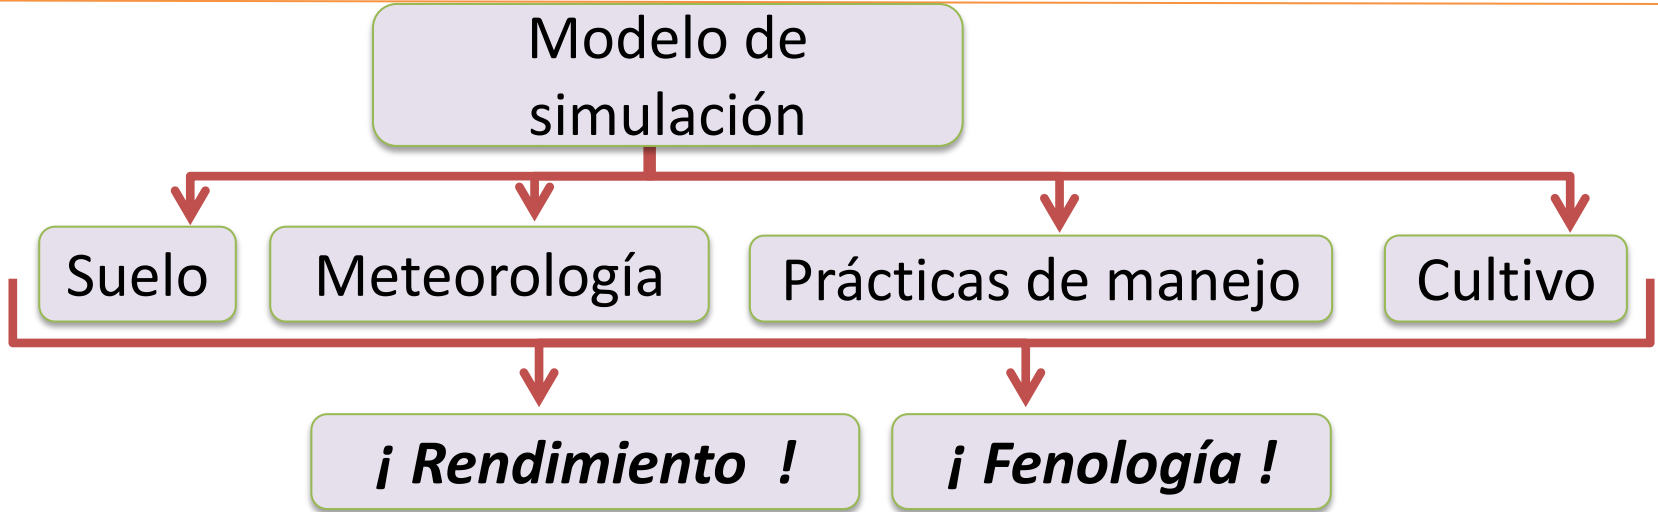 Modelo de
simulación
Suelo
Meteorología
Prácticas de manejo
Cultivo
¡ Rendimiento !
¡ Fenología !